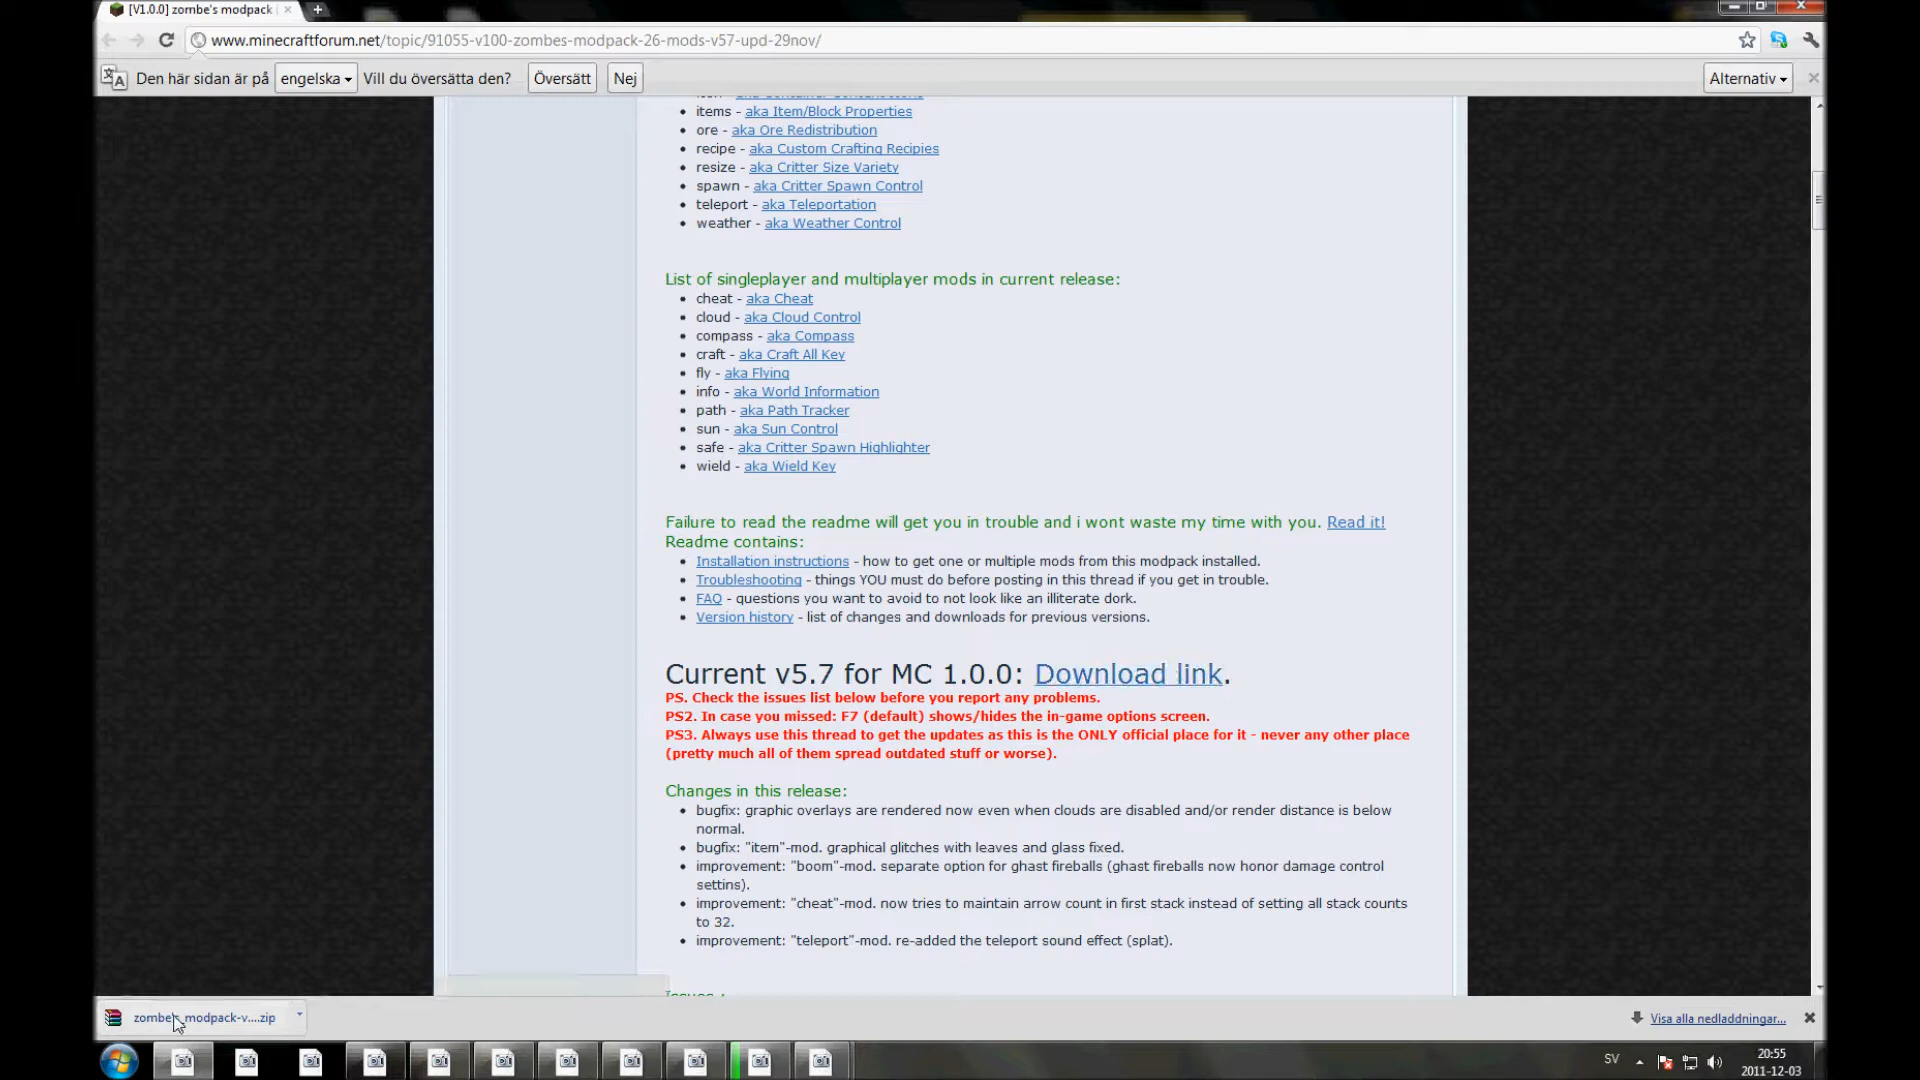 [V1.0.0] zombe's modpack
www.minecraftforum.net/topic/91055-v100-zombes-modpack-26-mods-v57-upd-29nov/
Den här sidan är på engelska Vill du översätta den? Översätt Nej Alternativ
items - aka Item/Block Properties
ore - aka Ore Redistribution
recipe - aka Custom Crafting Recipies
resize - aka Critter Size Variety
spawn - aka Critter Spawn Control
teleport - aka Teleportation
weather - aka Weather Control
List of singleplayer and multiplayer mods in current release:
cheat - aka Cheat
cloud - aka Cloud Control
compass - aka Compass
craft - aka Craft All Key
fly - aka Flying
info - aka World Information
path - aka Path Tracker
sun - aka Sun Control
safe - aka Critter Spawn Highlighter
wield - aka Wield Key
Failure to read the readme will get you in trouble and i wont waste my time with you. Read it!
Readme contains:
Installation instructions - how to get one or multiple mods from this modpack installed.
Troubleshooting - things YOU must do before posting in this thread if you get in trouble.
FAQ - questions you want to avoid to not look like an illiterate dork.
Version history - list of changes and downloads for previous versions.
Current v5.7 for MC 1.0.0: Download link.
PS. Check the issues list below before you report any problems.
PS2. In case you missed: F7 (default) shows/hides the in-game options screen.
PS3. Always use this thread to get the updates as this is the ONLY official place for it - never any other place
(pretty much all of them spread outdated stuff or worse).
Changes in this release:
bugfix: graphic overlays are rendered now even when clouds are disabled and/or render distance is below
normal.
bugfix: "item"-mod. graphical glitches with leaves and glass fixed.
improvement: "boom"-mod. separate option for ghast fireballs (ghast fireballs now honor damage control
settins).
improvement: "cheat"-mod. now tries to maintain arrow count in first stack instead of setting all stack counts
to 32.
improvement: "teleport"-mod. re-added the teleport sound effect (splat).
zombe's modpack-v....zip
Visa alla nedladdningar...
SV
20:55
2011-12-03